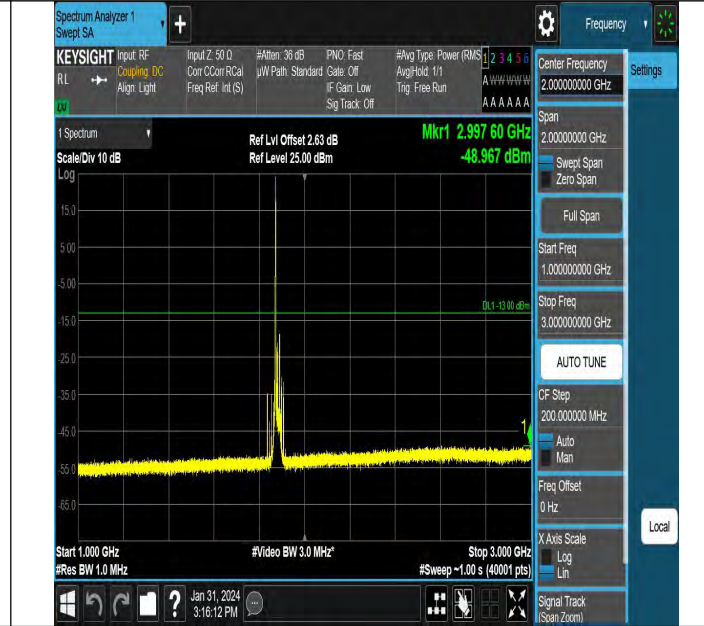 Spectrum Analyzer 1
Swept SA
+
Frequency
KEYSIGHT
RL
Input: RF
Coupling: DC
Align: Light
Input Z: 50 Ω
Corr CCorr RCal
Freq Ref: Int (S)
#Atten: 36 dB
µW Path: Standard
PNO: Fast
Gate: Off
IF Gain: Low
Sig Track: Off
#Avg Type: Power (RMS
Avg|Hold: 1/1
Trig: Free Run
1 2 3 4 5 6
A W W W W W
A A A A A A
1 Spectrum
Scale/Div 10 dB
Log
Ref Lvl Offset 2.63 dB
Ref Level 25.00 dBm
Mkr1 2.997 60 GHz
-48.967 dBm
15.0
5.00
-5.00
-15.0
-25.0
-35.0
-45.0
-55.0
-65.0
DL1 -13.00 dBm
1
Start 1.000 GHz
#Res BW 1.0 MHz
#Video BW 3.0 MHz*
Stop 3.000 GHz
#Sweep ~1.00 s (40001 pts)
Center Frequency
2.000000000 GHz
Settings
Span
2.00000000 GHz
Swept Span
Zero Span
Full Span
Start Freq
1.000000000 GHz
Stop Freq
3.000000000 GHz
AUTO TUNE
CF Step
200.000000 MHz
Auto
Man
Freq Offset
0 Hz
X Axis Scale
Log
Lin
Local
Signal Track
(Span Zoom)
?
Jan 31, 2024
3:16:12 PM